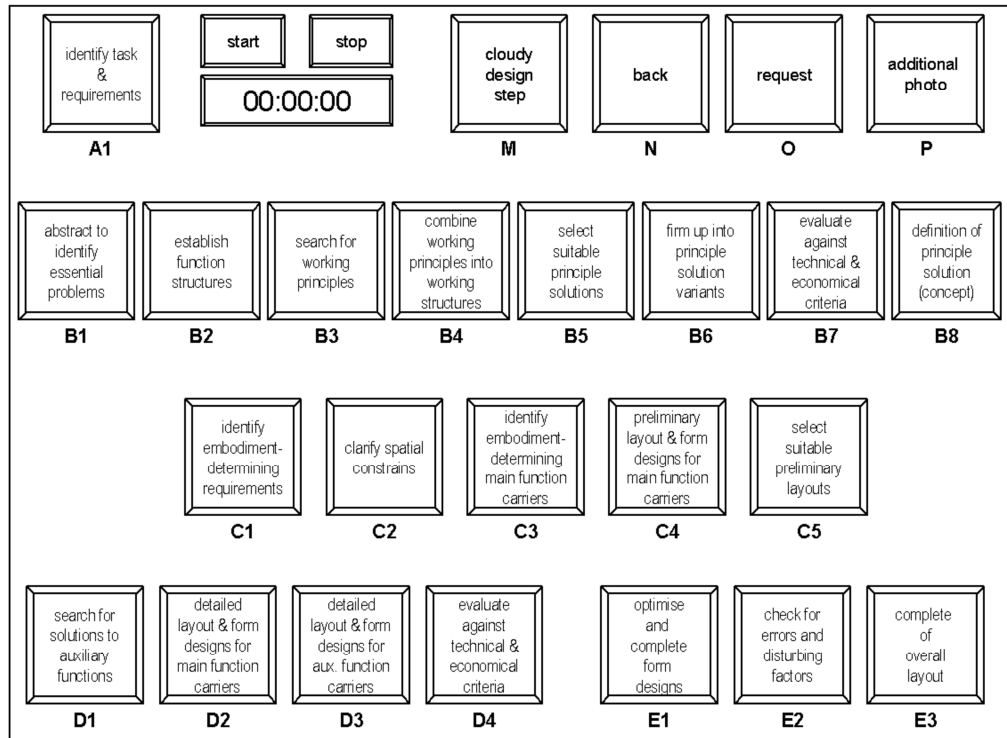 identify task
&
requirements
start
stop
00:00:00
cloudy
design
step
back
request
additional
photo
A1
M
N
O
P
abstract to
identify
essential
problems
establish
function
structures
search for
working
principles
combine
working
principles into
working
structures
select
suitable
principle
solutions
firm up into
principle
solution
variants
evaluate
against
technical &
economical
criteria
definition of
principle
solution
(concept)
B1
B2
B3
B4
B5
B6
B7
B8
identify
embodiment-
determining
requirements
clarify spatial
constrains
identify
embodiment-
determining
main function
carriers
preliminary
layout & form
designs for
main function
carriers
select
suitable
preliminary
layouts
C1
C2
C3
C4
C5
search for
solutions to
auxiliary
functions
detailed
layout & form
designs for
main function
carriers
detailed
layout & form
designs for
aux. function
carriers
evaluate
against
technical &
economical
criteria
optimise
and
complete
form
designs
check for
errors and
disturbing
factors
complete
of
overall
layout
D1
D2
D3
D4
E1
E2
E3